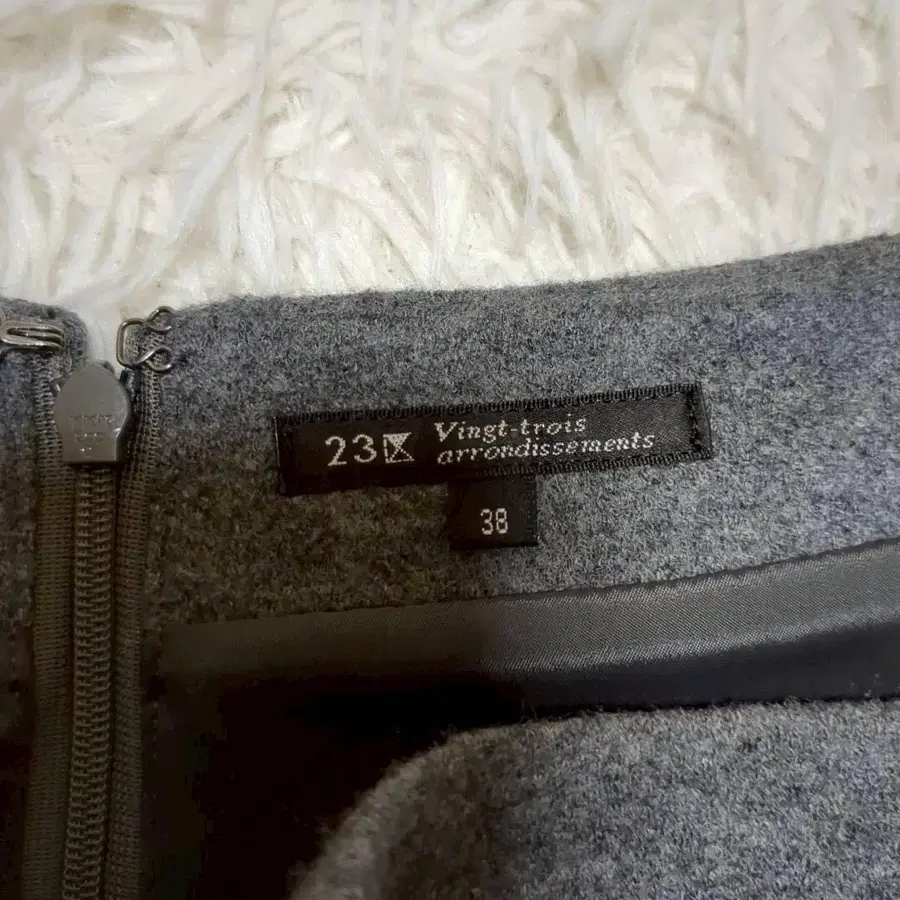 23区 Vingt-trois
arrondissements
38